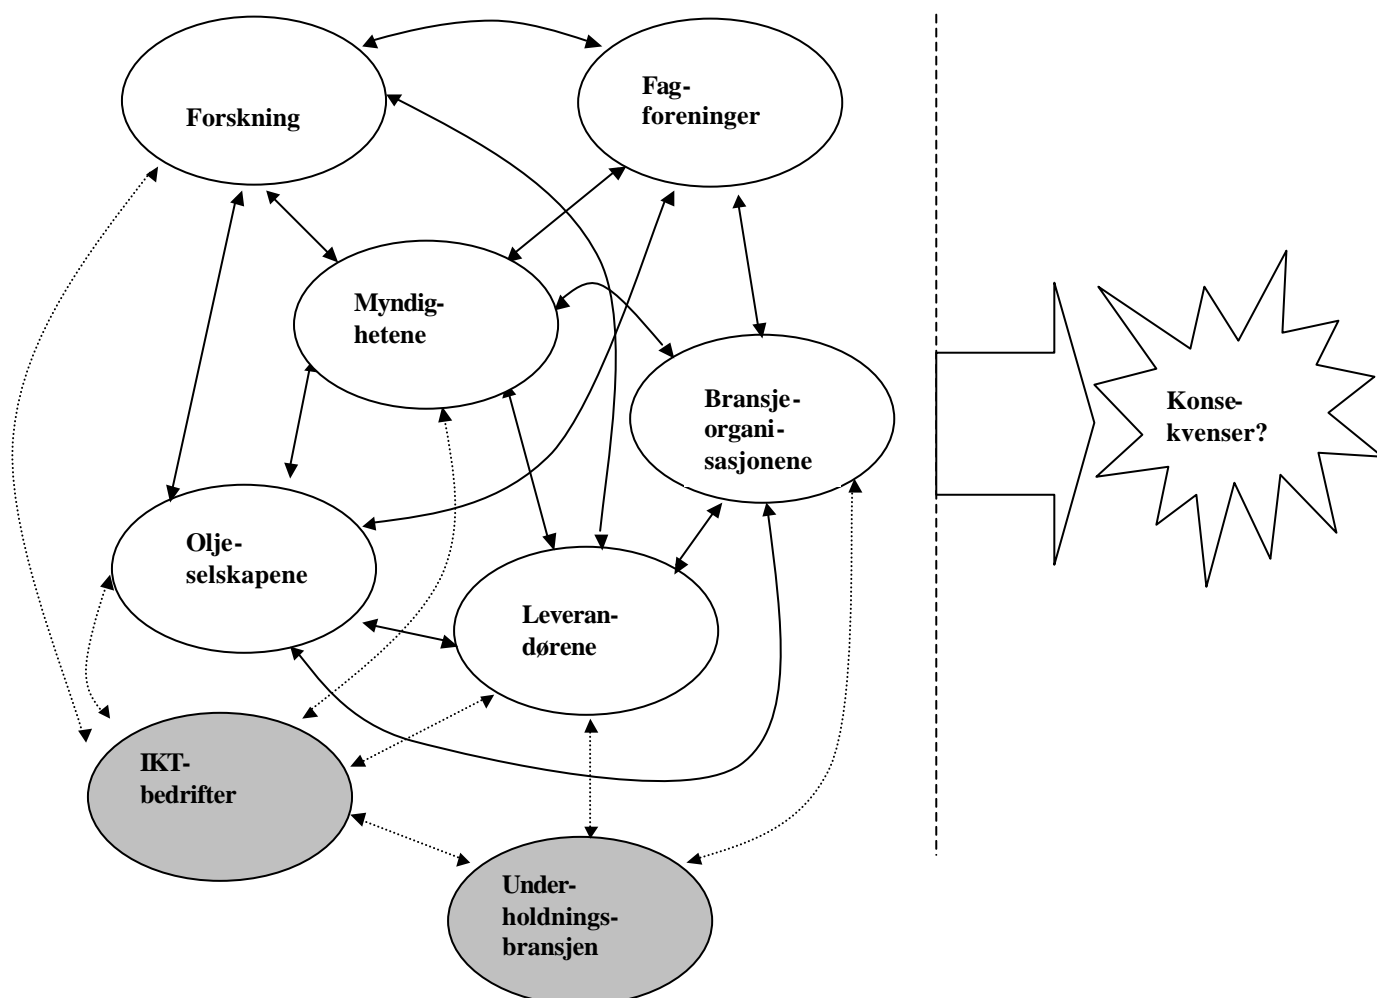 Forskning
Fag-
foreninger
Myndig-
hetene
Bransje-
organi-
sasjonene
Konse-
kvenser?
Olje-
selskapene
Leveran-
dørene
IKT-
bedrifter
Under-
holdnings-
bransjen